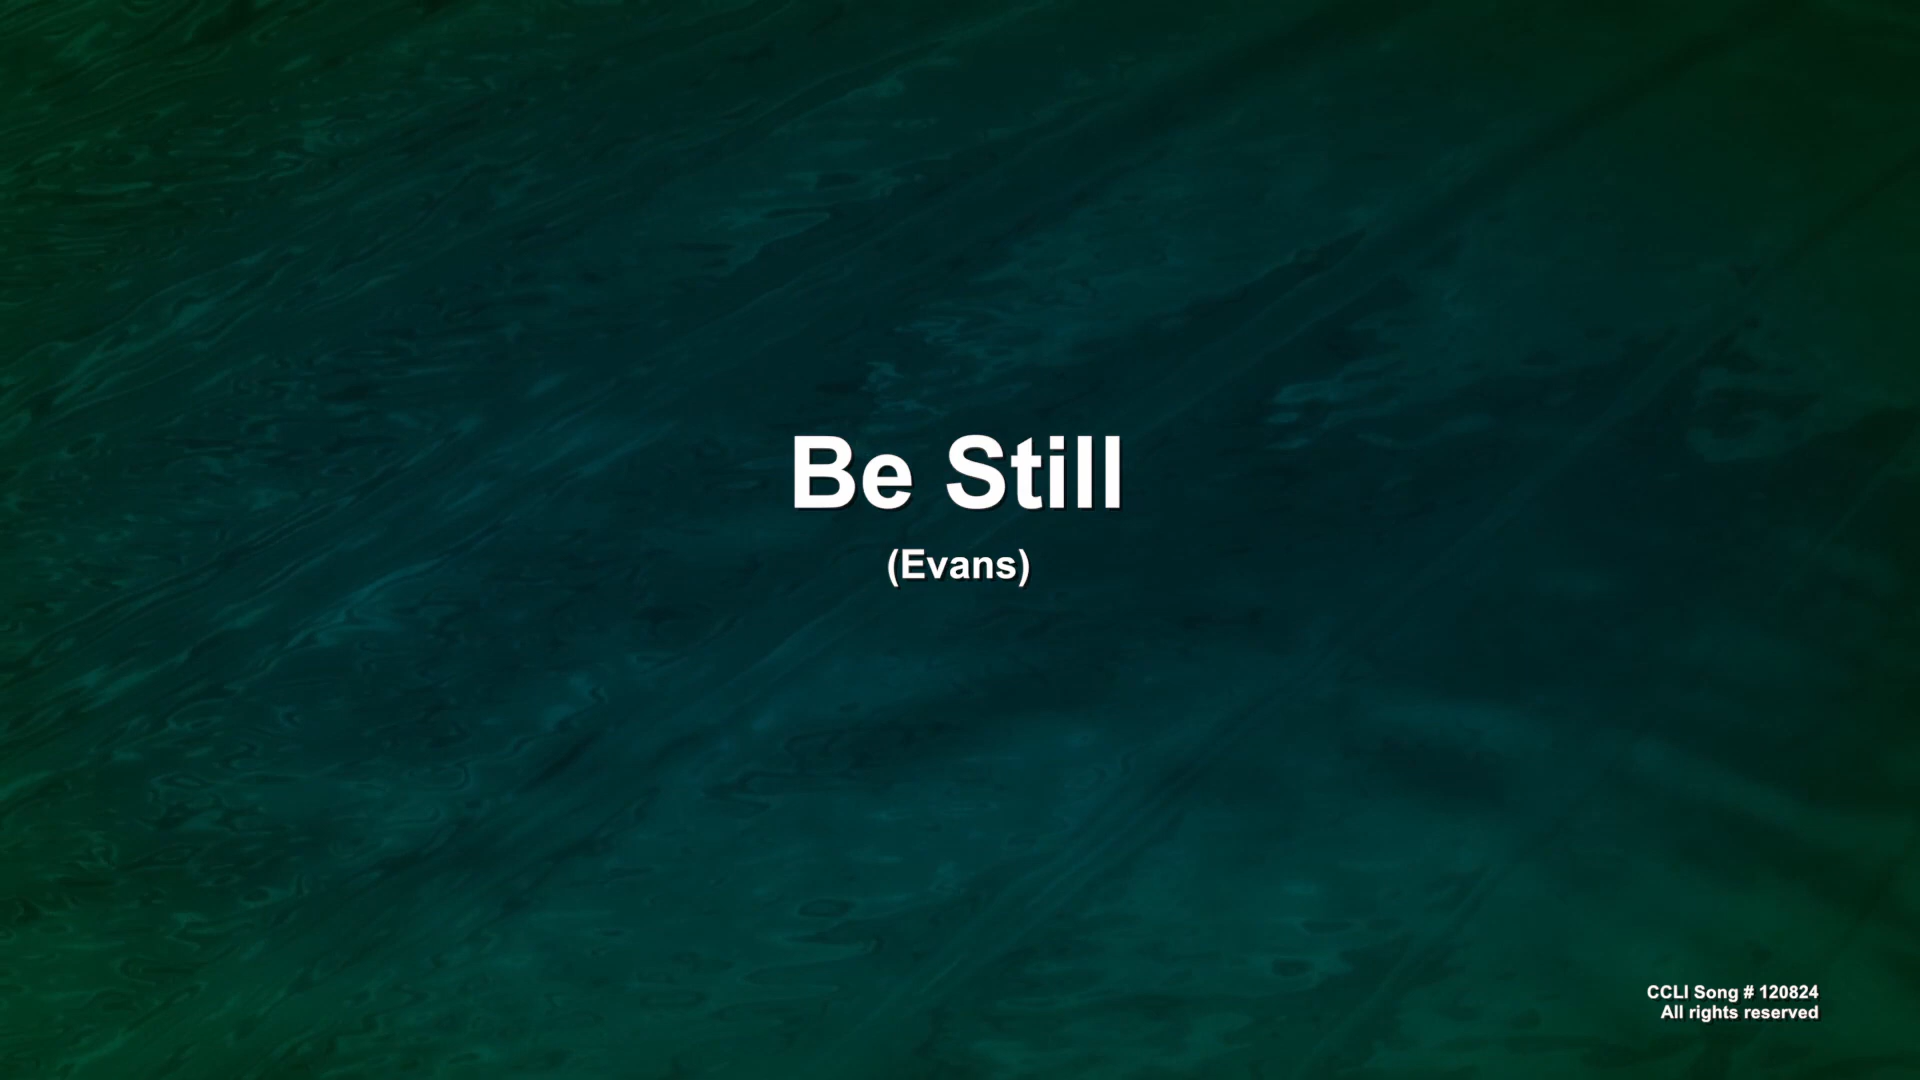 Be Still
(Evans)
CCLI Song # 120824
All rights reserved